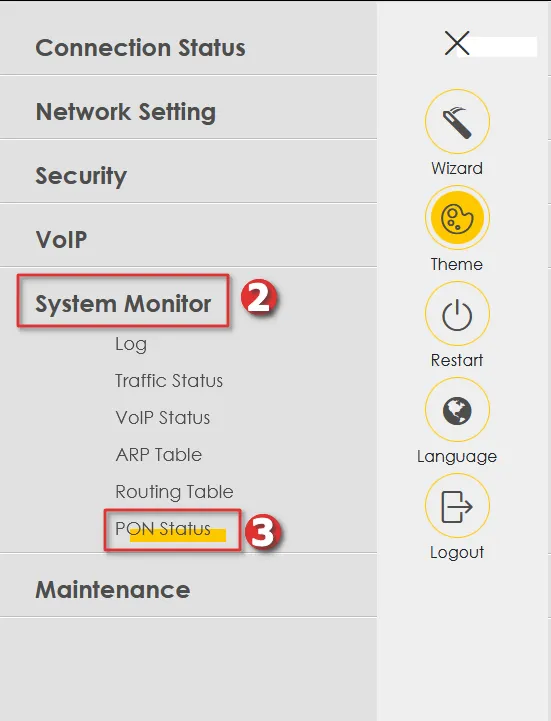 Connection Status
Network Setting
Security
VoIP
System Monitor 2
Log
Traffic Status
VoIP Status
ARP Table
Routing Table
PON Status 3
Maintenance
Wizard
Theme
Restart
Language
Logout